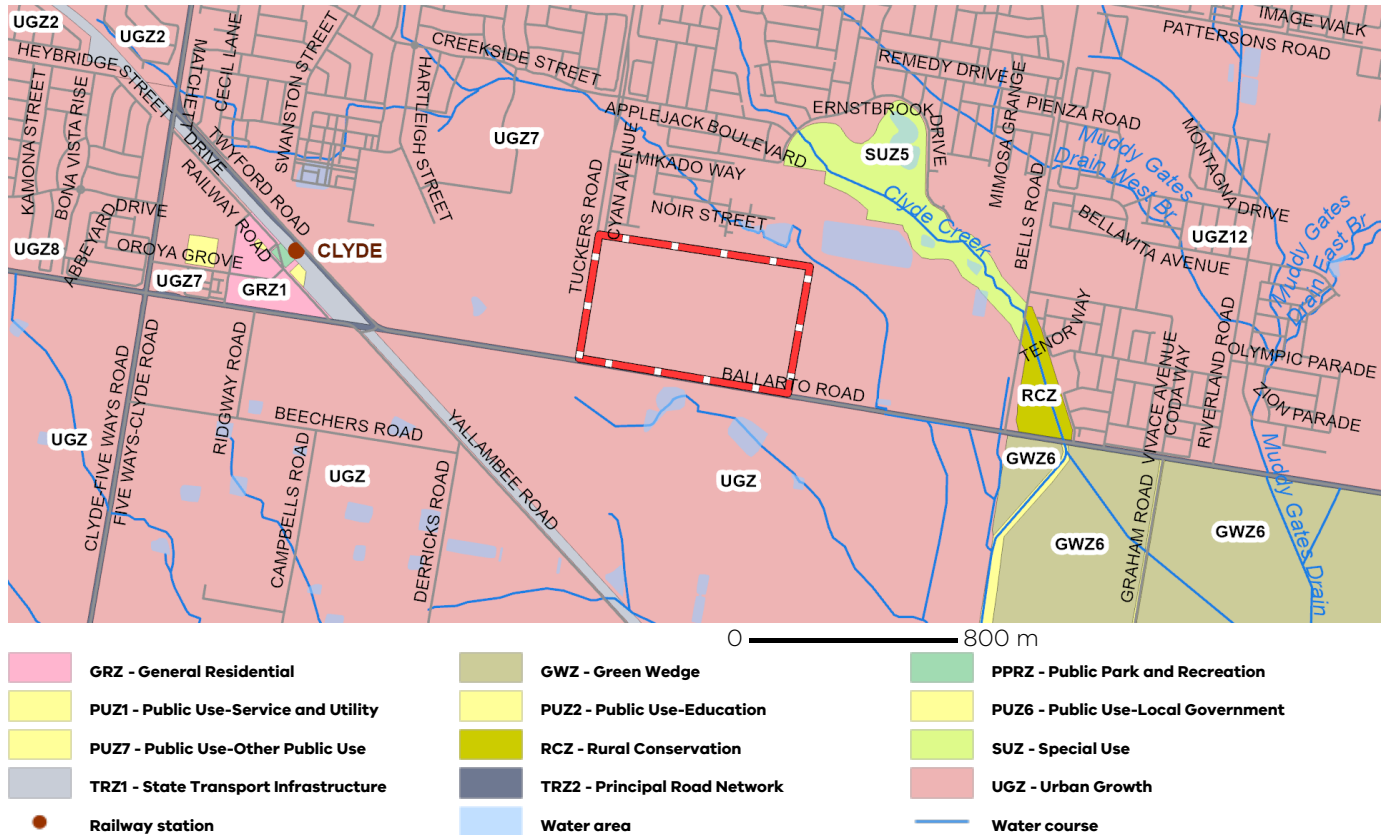 UGZ2
UGZ2
HEYBRIDGE STREET
DRIVE
KAMONA STREET
BONA VISTA RISE
MATCHETT
CECIL LANE
SWANSTON STREET
TWYFORD ROAD
RAILWAY ROAD
HARTLEIGH STREET
CREEKSIDE STREET
UGZ7
APPLEJACK BOULEVARD
CYAN AVENUE
MIKADO WAY
NOIR STREET
TUCKERS ROAD
ERNSTBROOK
DRIVE
REMEDY DRIVE
SUZ5
Clyde Creek
MIMOSA GRANGE
PIENZA ROAD
IMAGE WALK
PATTERSONS ROAD
Muddy Gates
Drain West Br
MONTAGNA DRIVE
BELLS ROAD
BELLAVITA AVENUE
UGZ12
Muddy Gates
Drain East Br
UGZ8
ABBEYARD
DRIVE
OROYA GROVE
UGZ7
GRZ1
CLYDE
BALLARTO ROAD
TENOR WAY
RCZ
VIVACE AVENUE
CODA WAY
RIVERLAND ROAD
OLYMPIC PARADE
ZION PARADE
UGZ
CLYDE-FIVE WAYS ROAD
FIVE WAYS-CLYDE ROAD
RIDGWAY ROAD
BEECHERS ROAD
CAMPBELLS ROAD
UGZ
DERRICKS ROAD
YALLAMBEE ROAD
UGZ
GWZ6
GWZ6
GRAHAM ROAD
GWZ6
Muddy Gates Drain
0 800 m
GRZ - General Residential
GWZ - Green Wedge
PPRZ - Public Park and Recreation
PUZ1 - Public Use-Service and Utility
PUZ2 - Public Use-Education
PUZ6 - Public Use-Local Government
PUZ7 - Public Use-Other Public Use
RCZ - Rural Conservation
SUZ - Special Use
TRZ1 - State Transport Infrastructure
TRZ2 - Principal Road Network
UGZ - Urban Growth
Railway station
Water area
Water course